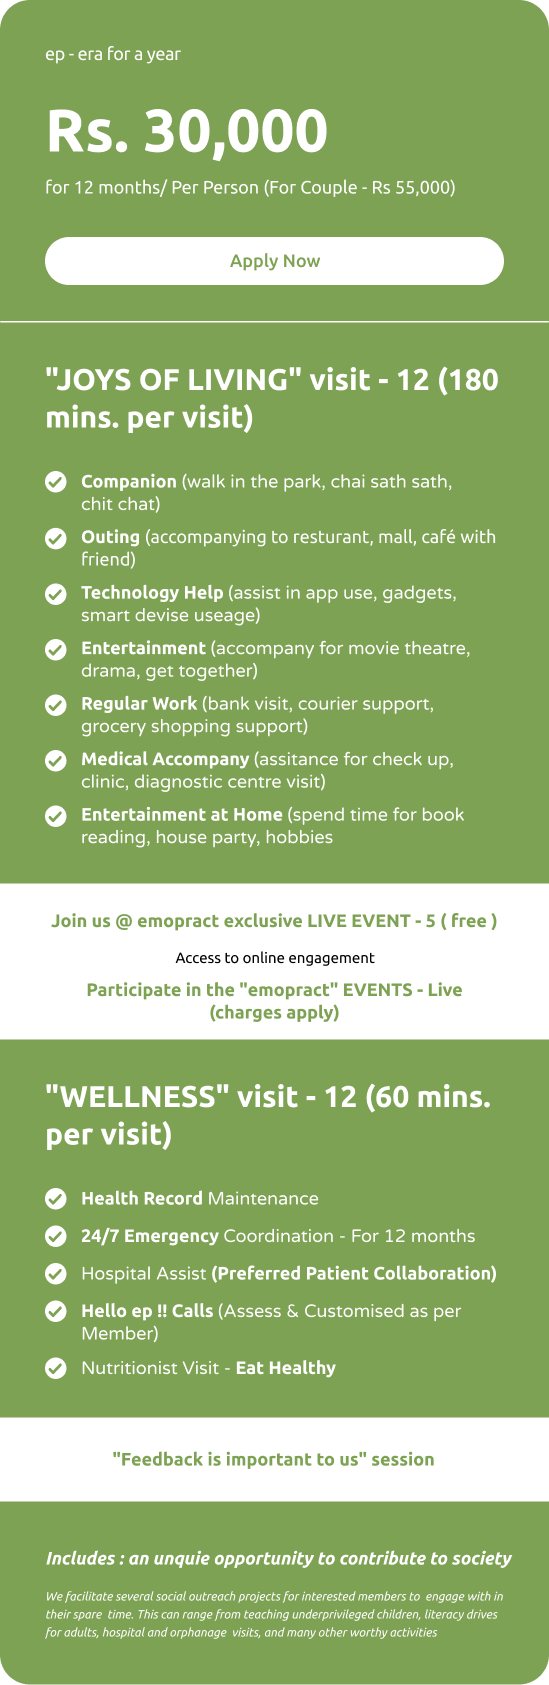 ep - era for a year
Rs. 30,000
for 12 months/ Per Person (For Couple - Rs 55,000)
Apply Now
"JOYS OF LIVING" visit - 12 (180
mins. per visit)
Companion (walk in the park, chai sath sath,
chit chat)
Outing (accompanying to resturant, mall, café with
friend)
Technology Help (assist in app use, gadgets,
smart devise useage)
Entertainment (accompany for movie theatre,
drama, get together)
Regular Work (bank visit, courier support,
grocery shopping support)
Medical Accompany (assitance for check up,
clinic, diagnostic centre visit)
Entertainment at Home (spend time for book
reading, house party, hobbies
Join us @ emopract exclusive LIVE EVENT - 5 ( free )
Access to online engagement
Participate in the "emopract" EVENTS - Live
(charges apply)
"WELLNESS" visit - 12 (60 mins.
per visit)
Health Record Maintenance
24/7 Emergency Coordination - For 12 months
Hospital Assist (Preferred Patient Collaboration)
Hello ep !! Calls (Assess & Customised as per
Member)
Nutritionist Visit - Eat Healthy
"Feedback is important to us" session
Includes : an unquie opportunity to contribute to society
We facilitate several social outreach projects for interested members to engage with in
their spare time. This can range from teaching underprivileged children, literacy drives
for adults, hospital and orphanage visits, and many other worthy activities